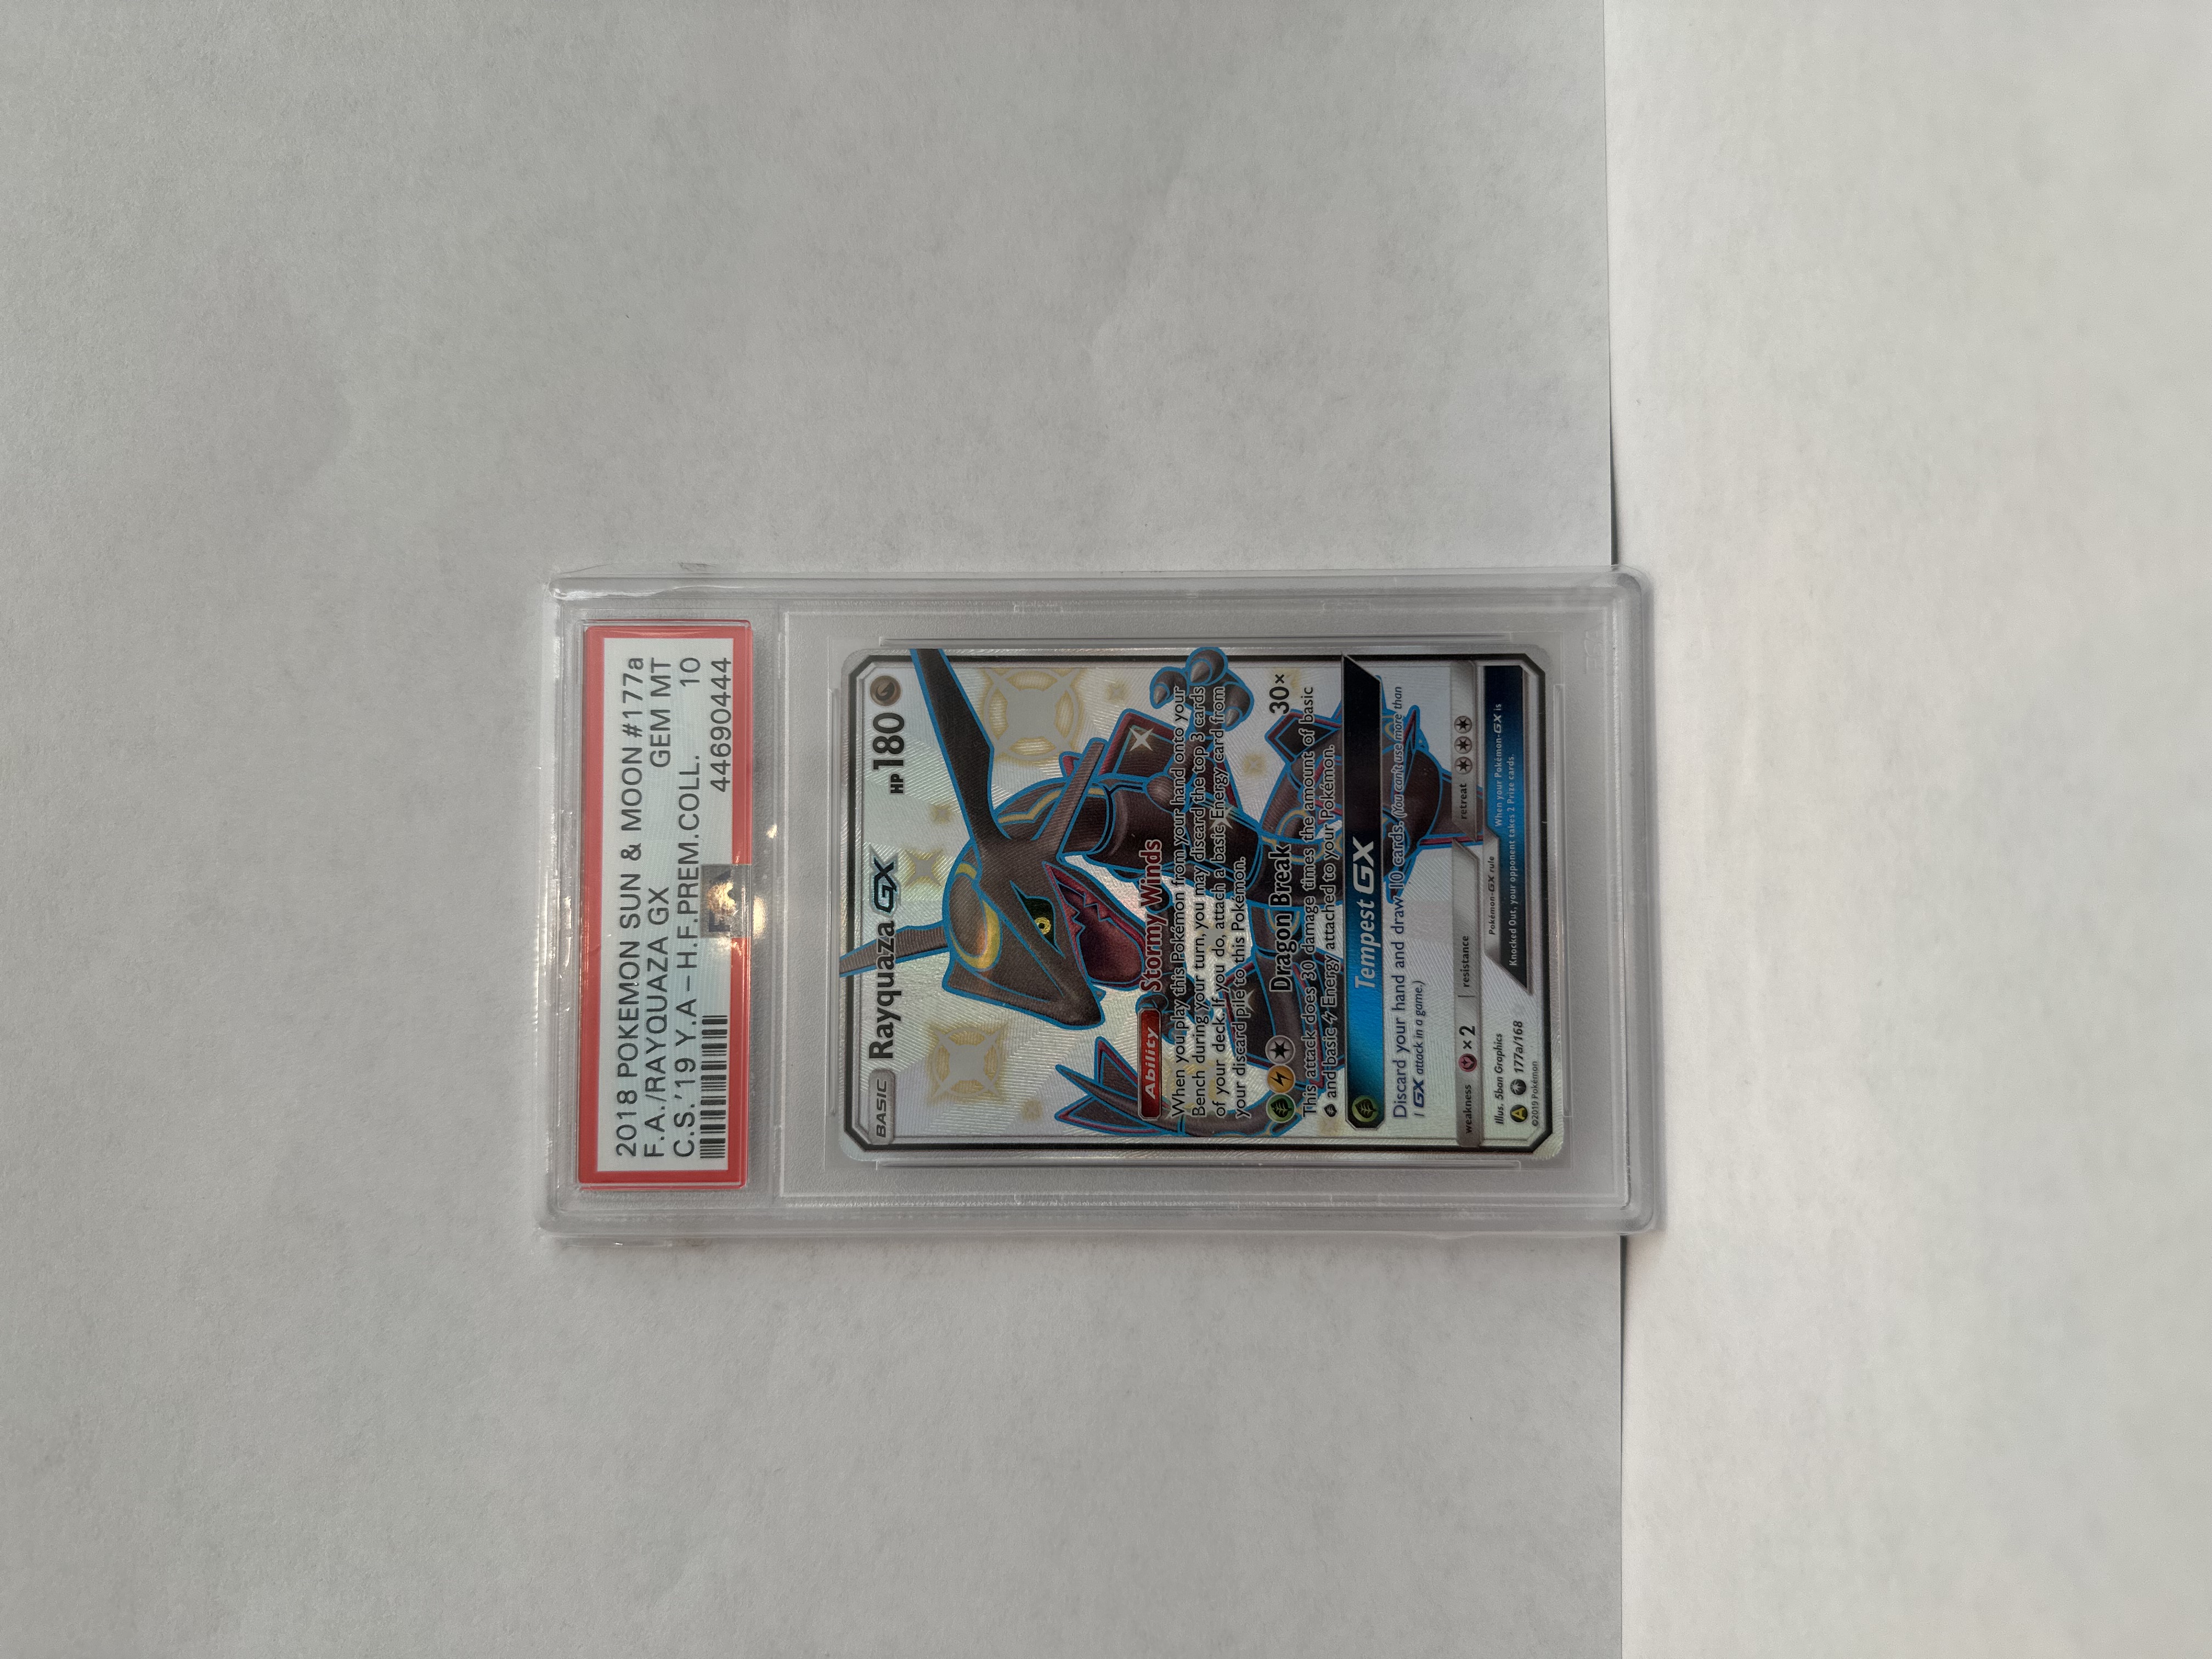 2018 POKEMON SUN & MOON #177a
F.A./RAYQUAZA GX GEM MT
C.S.'19 Y.A-H.F.PREM.COLL. 10
44690444
BASIC Rayquaza GX HP 180
Ability Stormy Winds
When you play this Pokémon from your hand onto your
Bench during your turn, you may discard the top 3 cards
of your deck. If you do, attach a basic Energy card from
your discard pile to this Pokémon.
Dragon Break 30×
This attack does 30 damage times the amount of basic
and basic Energy attached to your Pokémon.
Tempest GX
Discard your hand and draw 10 cards. (You can't use more than
1 GX attack in a game.)
weakness ×2 resistance retreat
Illus. 5ban Graphics
Pokémon-GX rule When your Pokémon-GX is
Knocked Out, your opponent takes 2 Prize cards.
A 177a/168
©2019 Pokémon